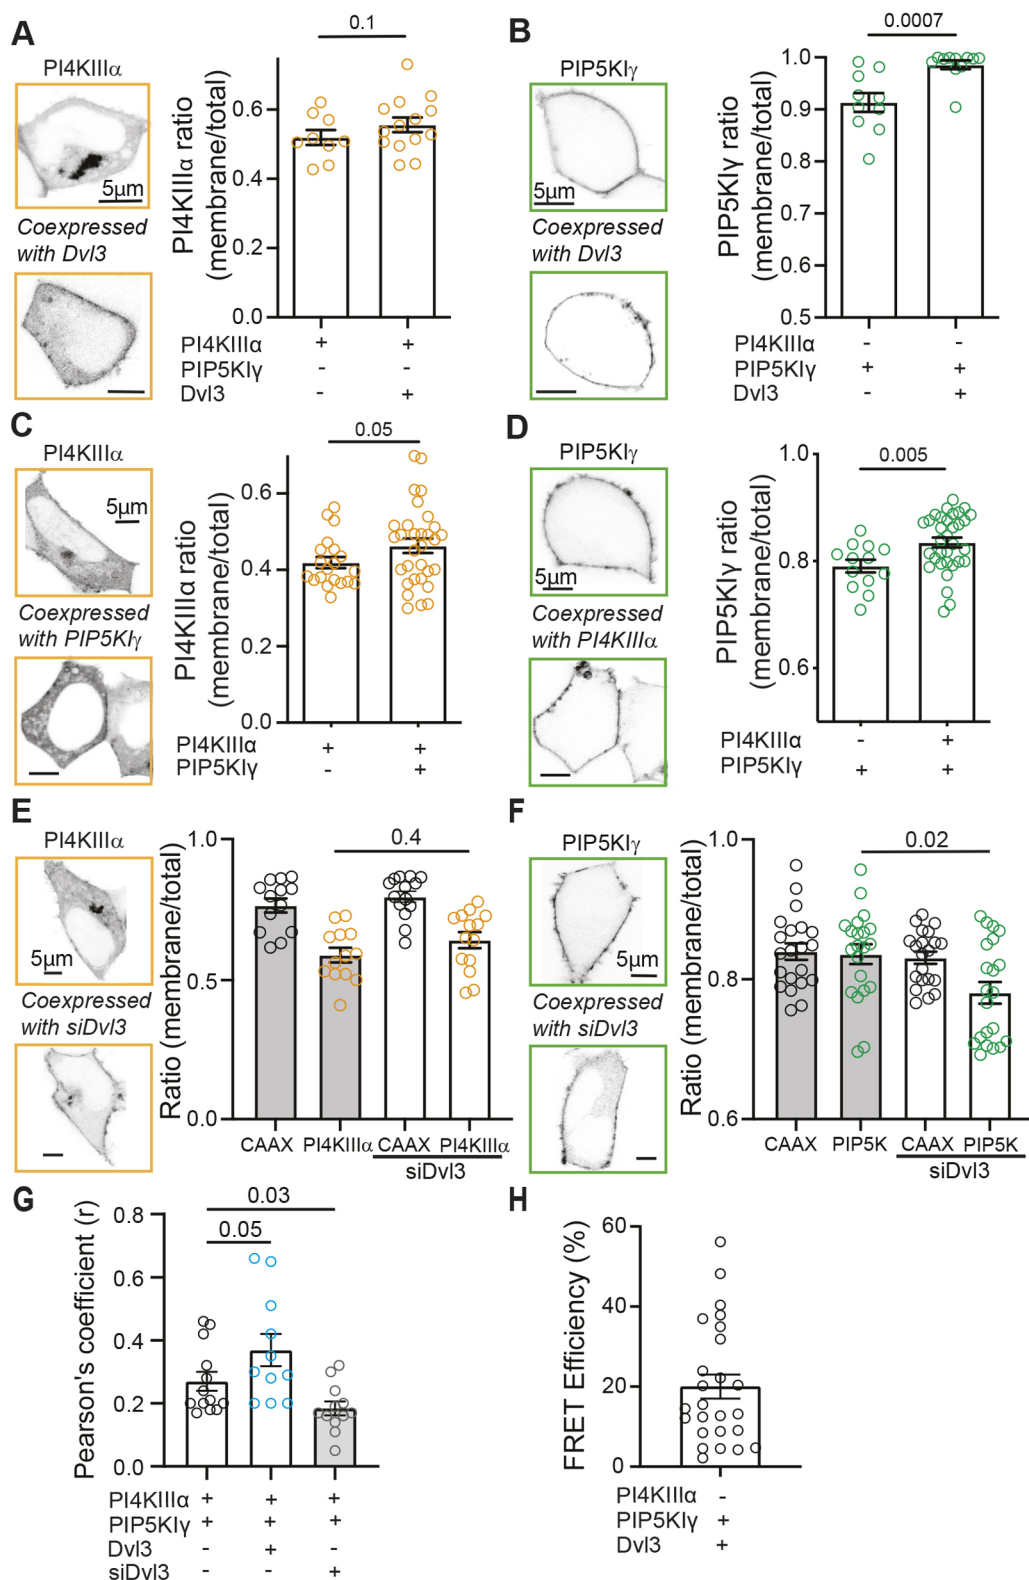 A
PI4KIIIα
5µm
Coexpressed
with Dvl3
PI4KIIIα ratio
(membrane/total)
0.1
0.6
0.4
0.2
0.0
PI4KIIIα + +
PIP5KIγ - -
Dvl3 - +
B
PIP5KIγ
5µm
Coexpressed
with Dvl3
PIP5KIγ ratio
(membrane/total)
0.0007
1.0
0.9
0.8
0.7
0.6
0.5
PI4KIIIα - -
PIP5KIγ + +
Dvl3 - +
C
PI4KIIIα
5µm
Coexpressed
with PIP5KIγ
PI4KIIIα ratio
(membrane/total)
0.05
0.6
0.4
0.2
0.0
PI4KIIIα + +
PIP5KIγ - +
D
PIP5KIγ
5µm
Coexpressed
with PI4KIIIα
PIP5KIγ ratio
(membrane/total)
0.005
1.0
0.8
0.6
PI4KIIIα - +
PIP5KIγ + +
E
PI4KIIIα
5µm
Coexpressed
with siDvl3
Ratio (membrane/total)
0.4
1.0
0.5
0.0
CAAX PI4KIIIα CAAX PI4KIIIα
siDvl3
F
PIP5KIγ
5µm
Coexpressed
with siDvl3
Ratio (membrane/total)
0.02
1.0
0.8
0.6
CAAX PIP5K CAAX PIP5K
siDvl3
G
Pearson's coefficient (r)
0.03
0.05
0.8
0.6
0.4
0.2
0.0
PI4KIIIα + + +
PIP5KIγ + + +
Dvl3 - + -
siDvl3 - - +
H
FRET Efficiency (%)
60
40
20
0
PI4KIIIα -
PIP5KIγ +
Dvl3 +